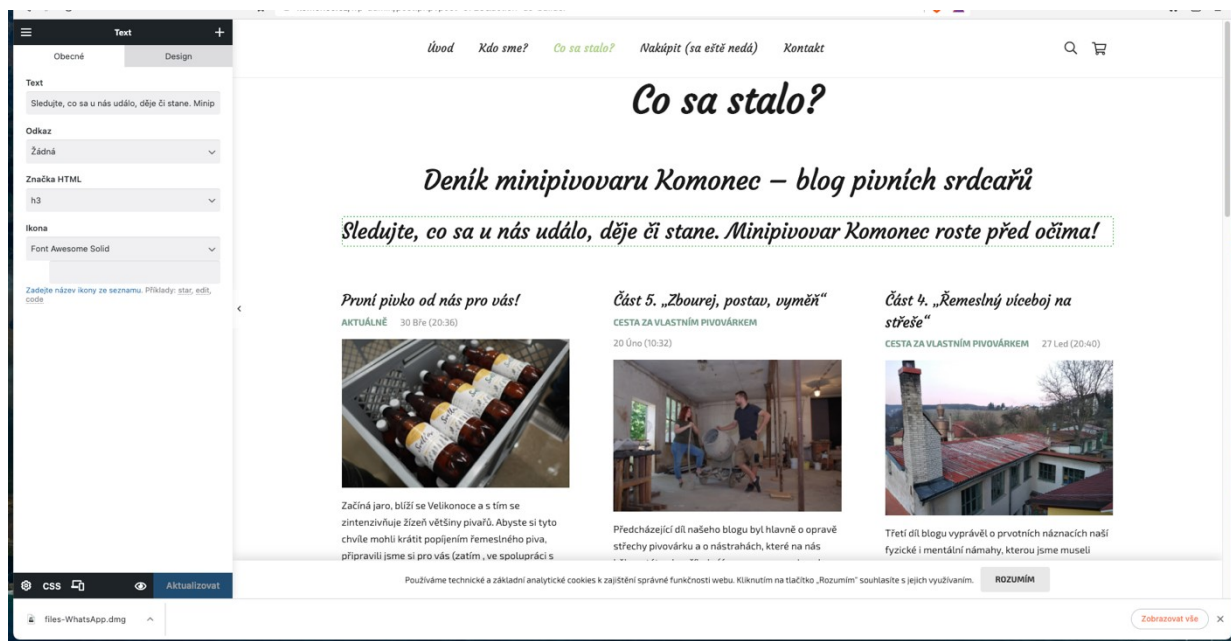 Text
+
Obecné
Design
Text
Sledujte, co sa u nás událo, děje či stane. Minip
Odkaz
Žádná
Značka HTML
h3
Ikona
Font Awesome Solid
Zadejte název ikony ze seznamu. Příklady: star, edit,
code
CSS
Aktualizovat
Úvod Kdo sme? Co sa stalo? Nakúpit (sa eště nedá) Kontakt
Co sa stalo?
Deník minipivovaru Komonec – blog pivních srdcařů
Sledujte, co sa u nás událo, děje či stane. Minipivovar Komonec roste před očima!
První pivko od nás pro vás!
AKTUÁLNĚ 30 Bře (20:36)
Začíná jaro, blíží se Velikonoce a s tím se
zintenzivňuje žízeň většiny pivařů. Abyste si tyto
chvíle mohli krátit popíjením řemeslného piva,
připravili jsme si pro vás (zatím , ve spolupráci s
Část 5. „Zbourej, postav, vyměň“
CESTA ZA VLASTNÍM PIVOVÁRKEM
20 Úno (10:32)
Předcházející díl našeho blogu byl hlavně o opravě
střechy pivovárku a o nástrahách, které na nás
Část 4. „Řemeslný víceboj na
střeše“
CESTA ZA VLASTNÍM PIVOVÁRKEM 27 Led (20:40)
Třetí díl blogu vyprávěl o prvotních náznacích naší
fyzické i mentální námahy, kterou jsme museli
Používáme technické a základní analytické cookies k zajištění správné funkčnosti webu. Kliknutím na tlačítko „Rozumím“ souhlasíte s jejich využíváním.
ROZUMÍM
files-WhatsApp.dmg
Zobrazovat vše